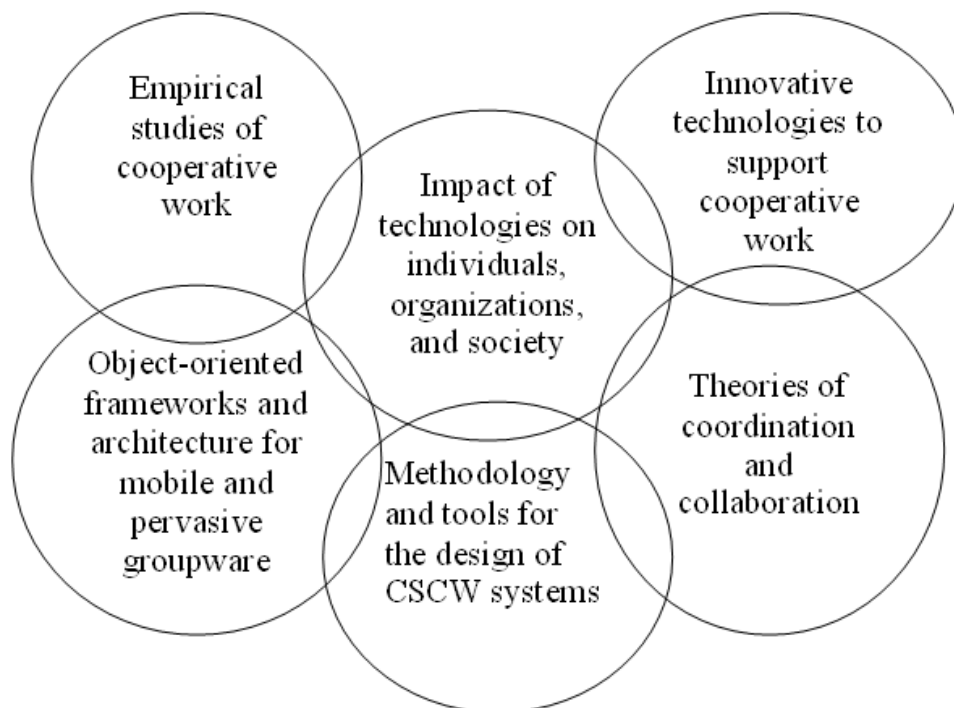 Empirical
studies of
cooperative
work
Impact of
technologies on
individuals,
organizations,
and society
Innovative
technologies to
support
cooperative
work
Object-oriented
frameworks and
architecture for
mobile and
pervasive
groupware
Methodology
and tools for
the design of
CSCW systems
Theories of
coordination
and
collaboration